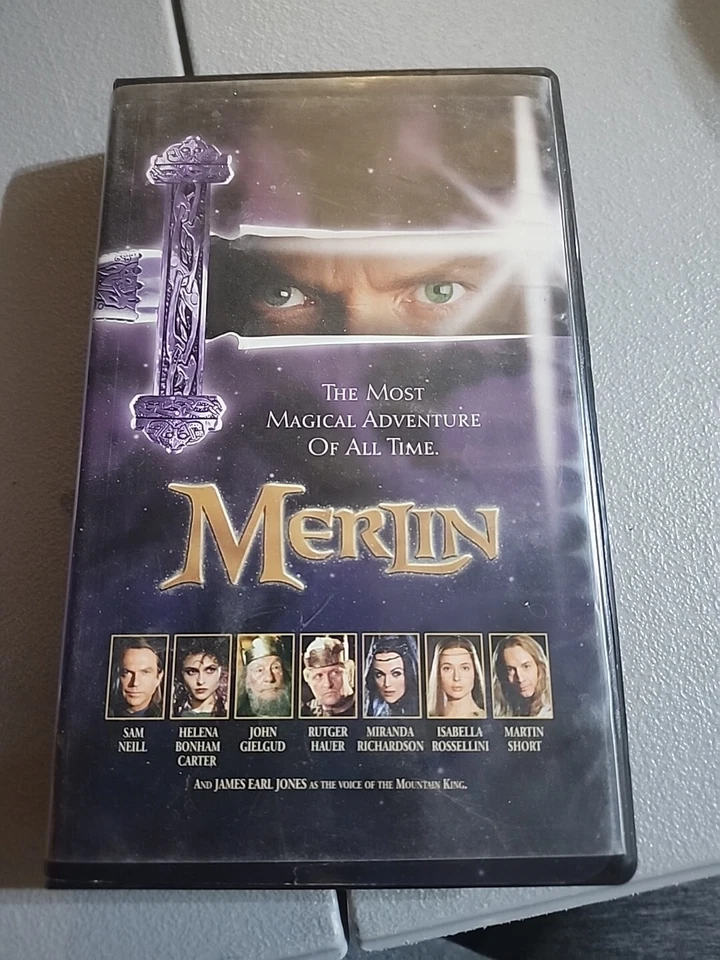 The Most
Magical Adventure
Of All Time.
Merlin
SAM
NEILL
HELENA
BONHAM
CARTER
JOHN
GIELGUD
RUTGER
HAUER
MIRANDA
RICHARDSON
ISABELLA
ROSSELLINI
MARTIN
SHORT
And JAMES EARL JONES as the voice of the Mountain King.